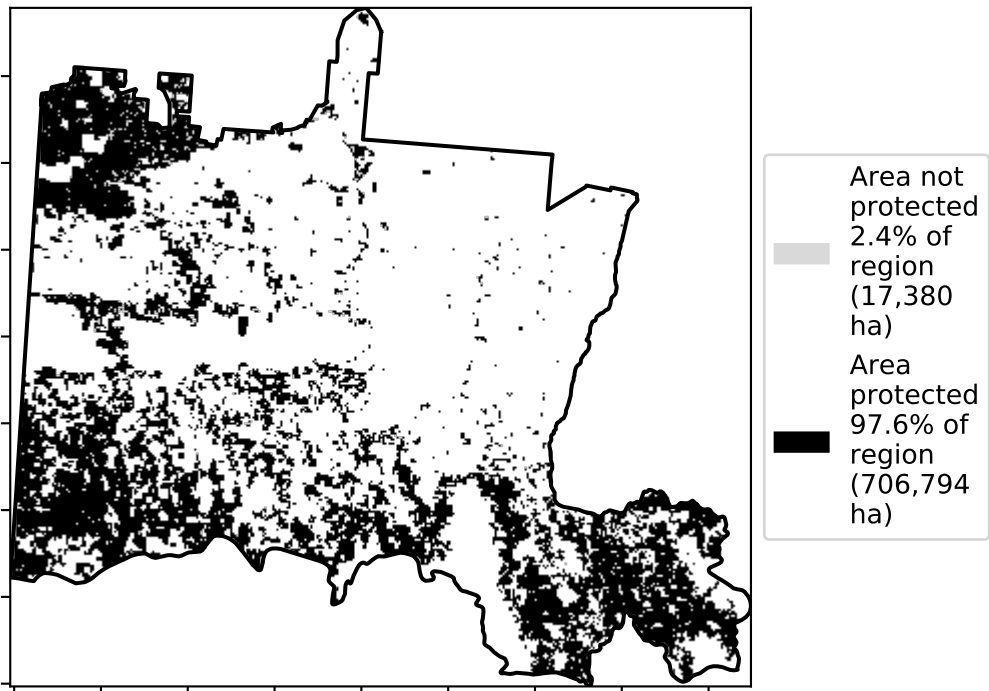 Area not
protected
2.4% of
region
(17,380
ha)
Area
protected
97.6% of
region
(706,794
ha)